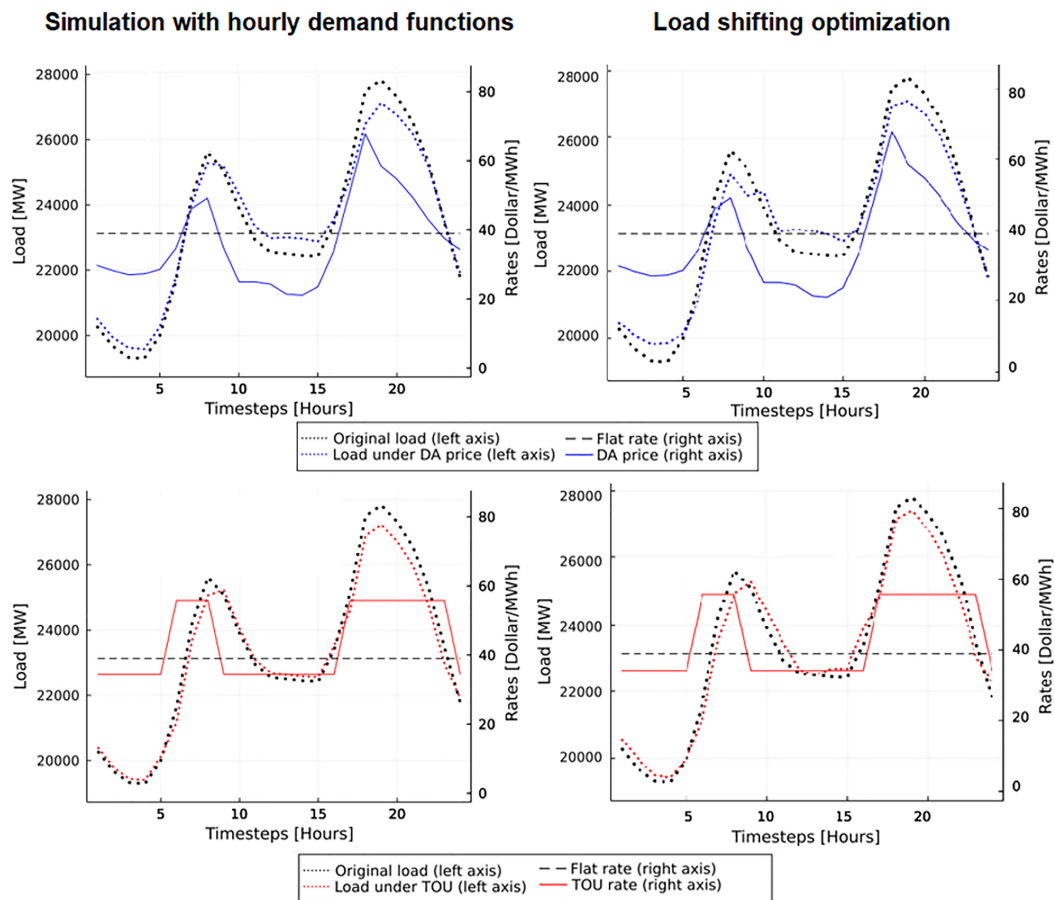 Simulation with hourly demand functions
Load shifting optimization
28000
26000
24000
22000
20000
80
60
40
20
0
5
10
15
20
Load [MW]
Rates [Dollar/MWh]
Timesteps [Hours]
28000
26000
24000
22000
20000
80
60
40
20
0
5
10
15
20
Load [MW]
Rates [Dollar/MWh]
Timesteps [Hours]
Original load (left axis)
Flat rate (right axis)
Load under DA price (left axis)
DA price (right axis)
28000
26000
24000
22000
20000
80
60
40
20
0
5
10
15
20
Load [MW]
Rates [Dollar/MWh]
Timesteps [Hours]
28000
26000
24000
22000
20000
80
60
40
20
0
5
10
15
20
Load [MW]
Rates [Dollar/MWh]
Timesteps [Hours]
Original load (left axis)
Flat rate (right axis)
Load under TOU (left axis)
TOU rate (right axis)